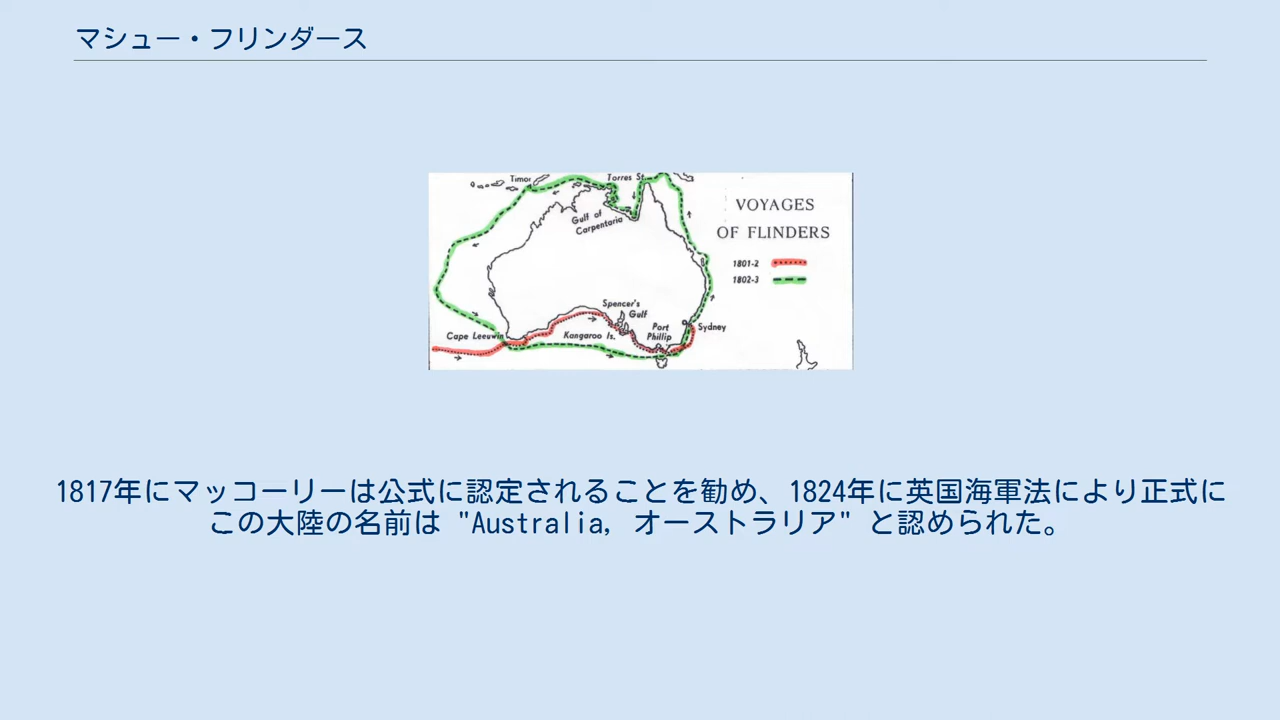 マシュー・フリンダース
Timor
Torres St.
VOYAGES
OF FLINDERS
Gulf of
Carpentaria
1801-2
1802-3
Spencer's
Gulf
Port
Phillip
Sydney
Cape Leeuwin
Kangaroo Is.
1817年にマッコーリーは公式に認定されることを勧め、1824年に英国海軍法により正式に
この大陸の名前は "Australia, オーストラリア" と認められた。